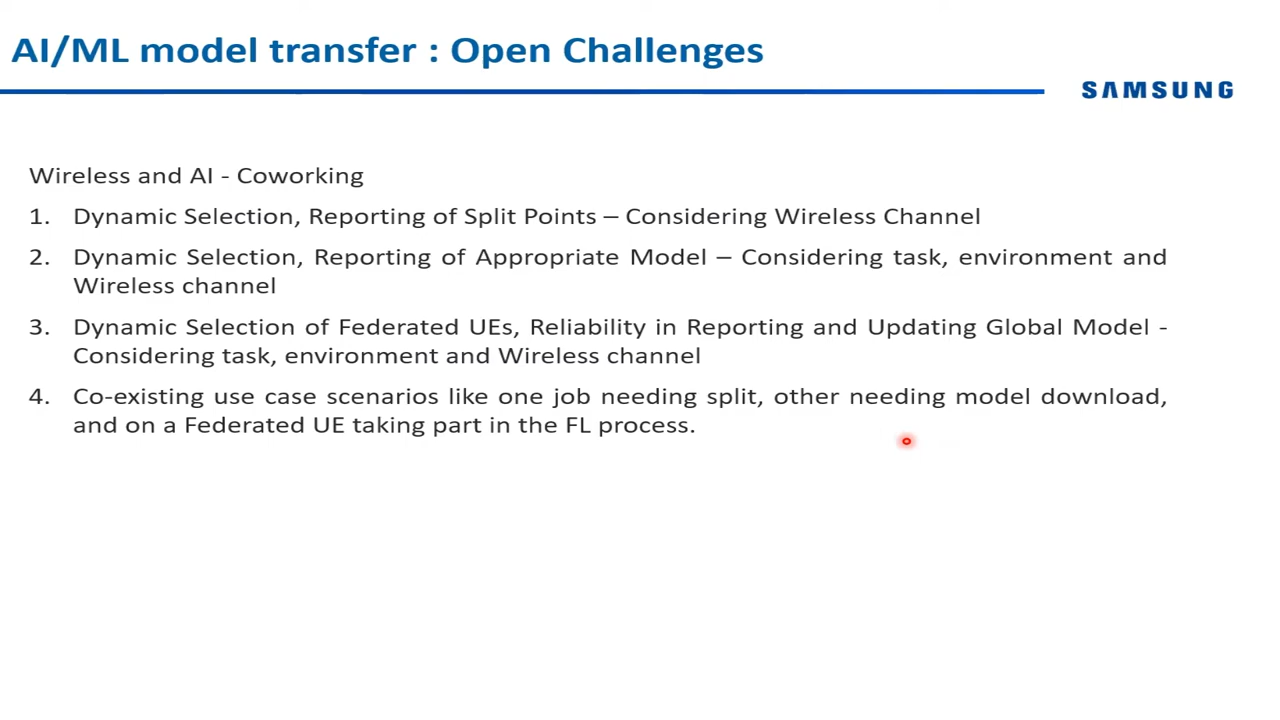 AI/ML model transfer : Open Challenges
SAMSUNG
Wireless and AI - Coworking
1. Dynamic Selection, Reporting of Split Points – Considering Wireless Channel
2. Dynamic Selection, Reporting of Appropriate Model – Considering task, environment and
Wireless channel
3. Dynamic Selection of Federated UEs, Reliability in Reporting and Updating Global Model -
Considering task, environment and Wireless channel
4. Co-existing use case scenarios like one job needing split, other needing model download,
and on a Federated UE taking part in the FL process.